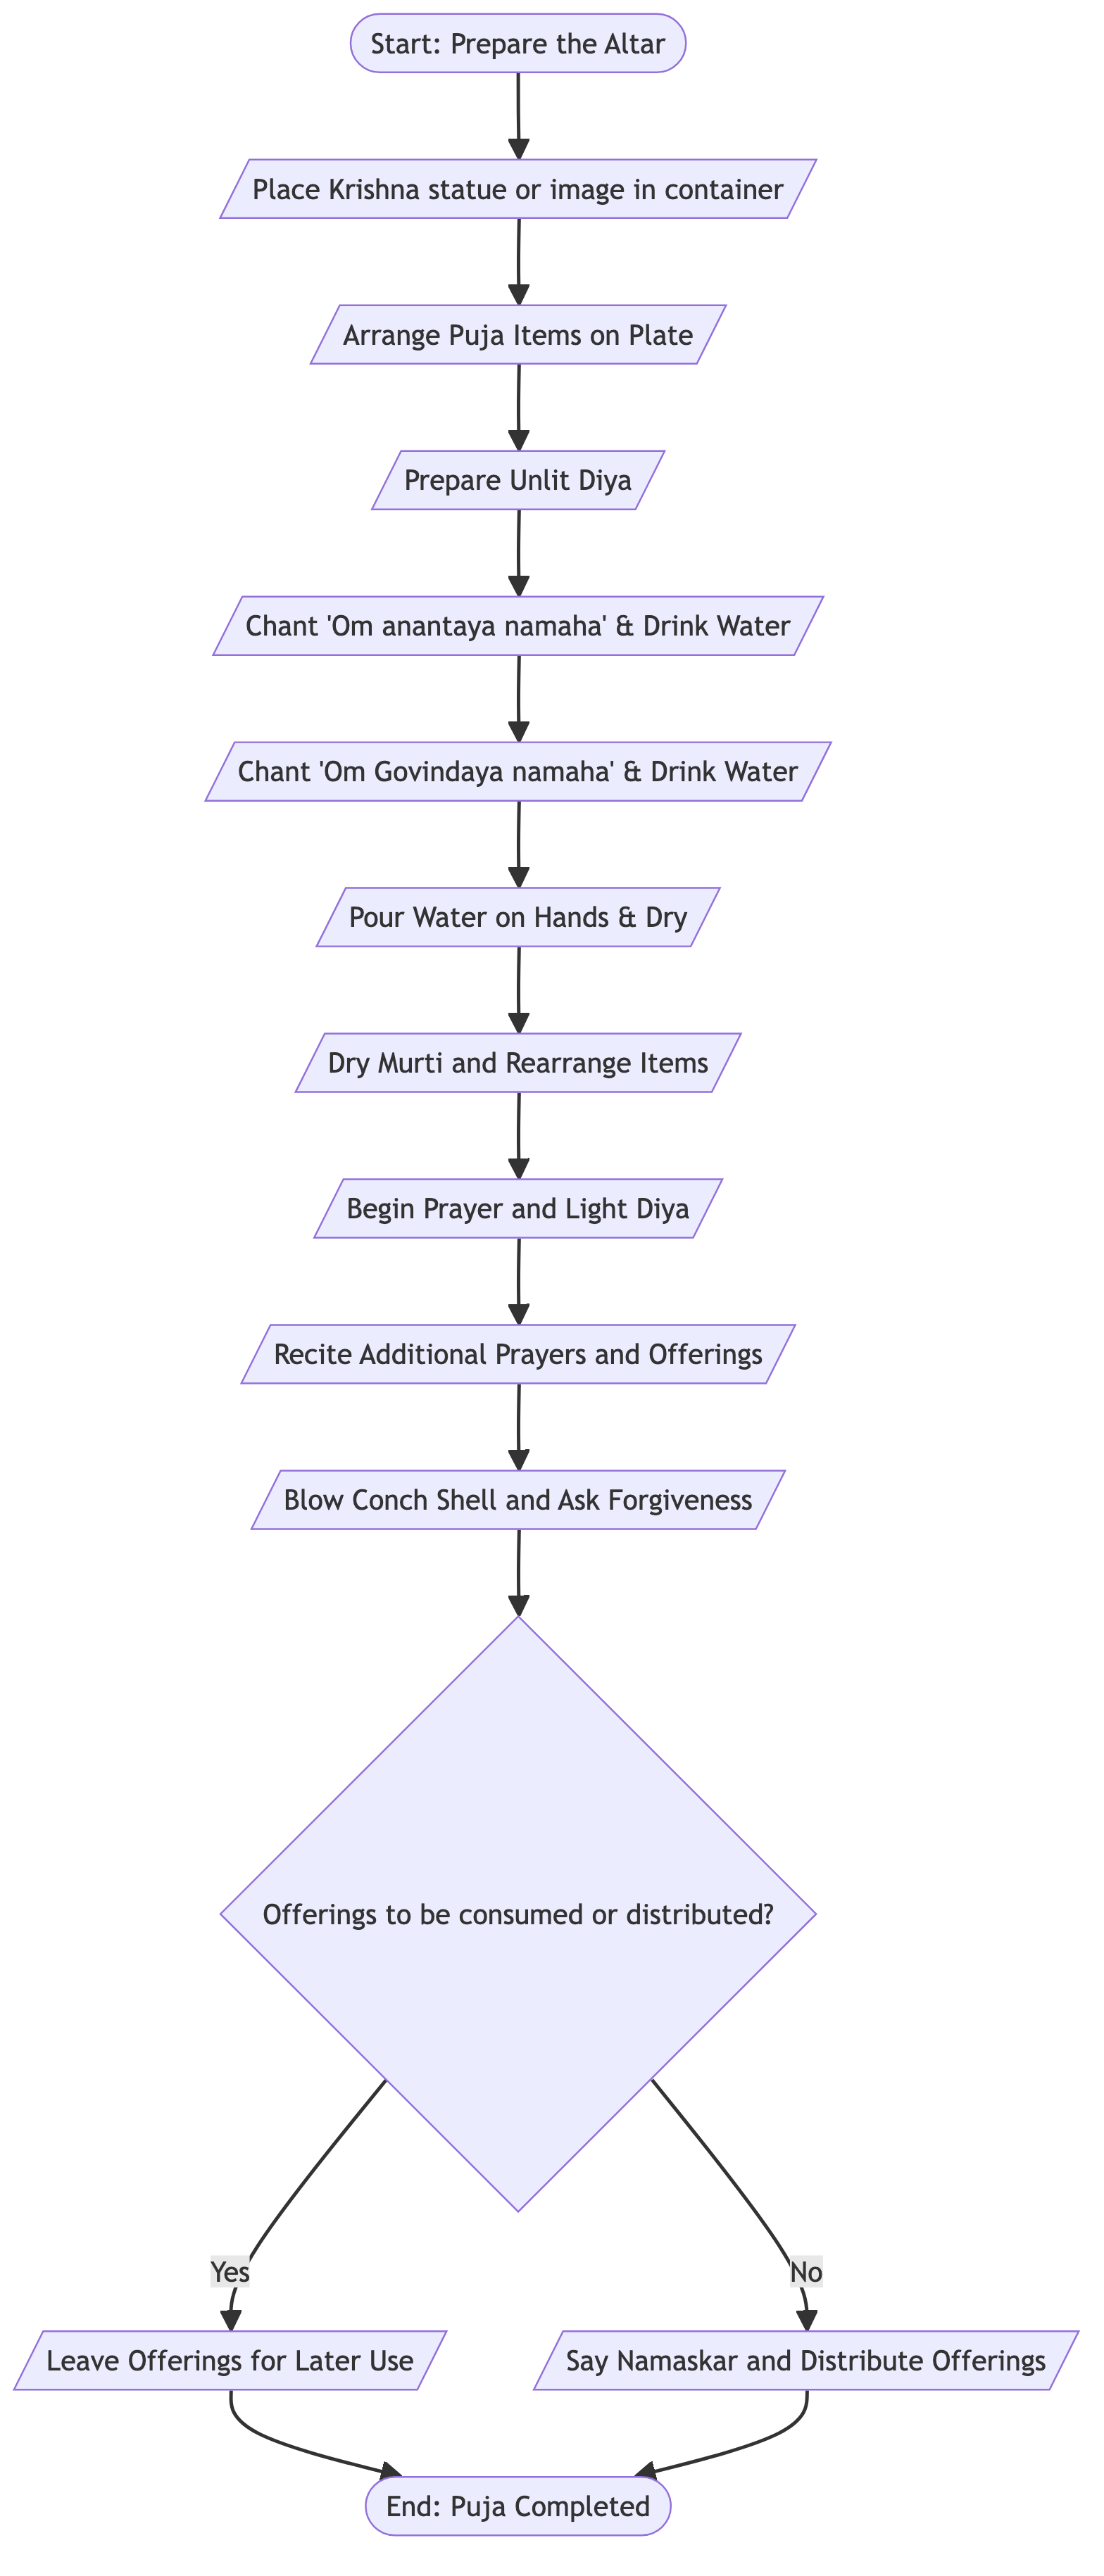 Start: Prepare the Altar
Place Krishna statue or image in container
Arrange Puja Items on Plate
Prepare Unlit Diya
Chant 'Om anantaya namaha' & Drink Water
Chant 'Om Govindaya namaha' & Drink Water
Pour Water on Hands & Dry
Dry Murti and Rearrange Items
Begin Prayer and Light Diya
Recite Additional Prayers and Offerings
Blow Conch Shell and Ask Forgiveness
Offerings to be consumed or distributed?
Yes
No
Leave Offerings for Later Use
Say Namaskar and Distribute Offerings
End: Puja Completed